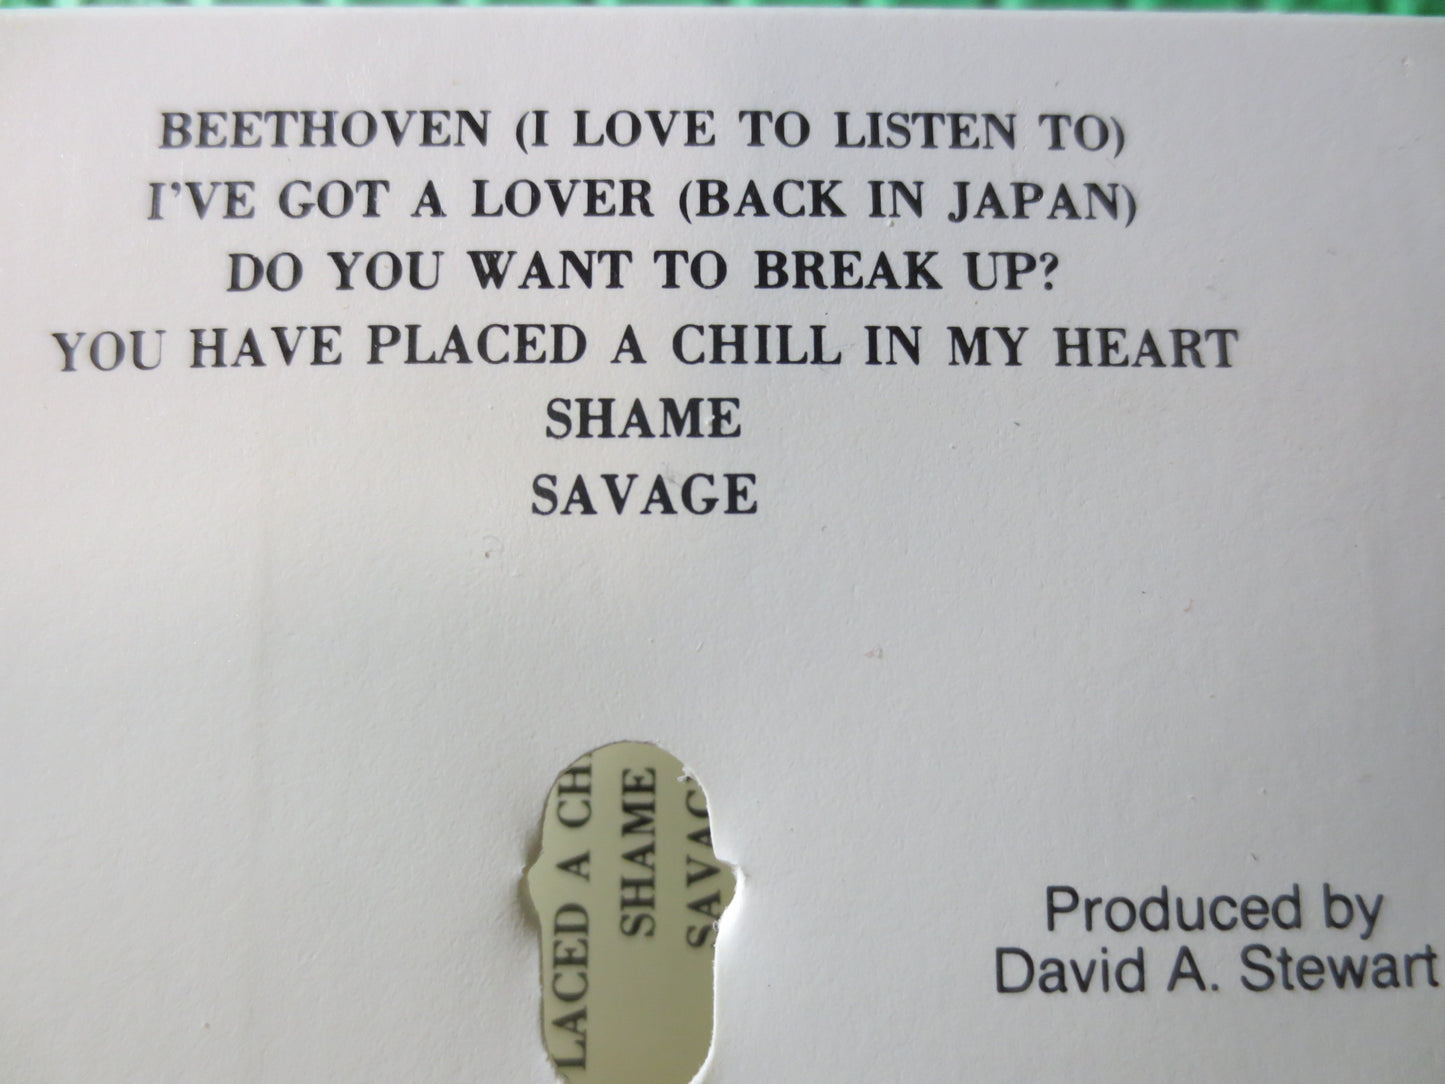 BEETHOVEN (I LOVE TO LISTEN TO)
I'VE GOT A LOVER (BACK IN JAPAN)
DO YOU WANT TO BREAK UP?
YOU HAVE PLACED A CHILL IN MY HEART
SHAME
SAVAGE
LACED A CH
SHAME
SAVAG
Produced by
David A. Stewart